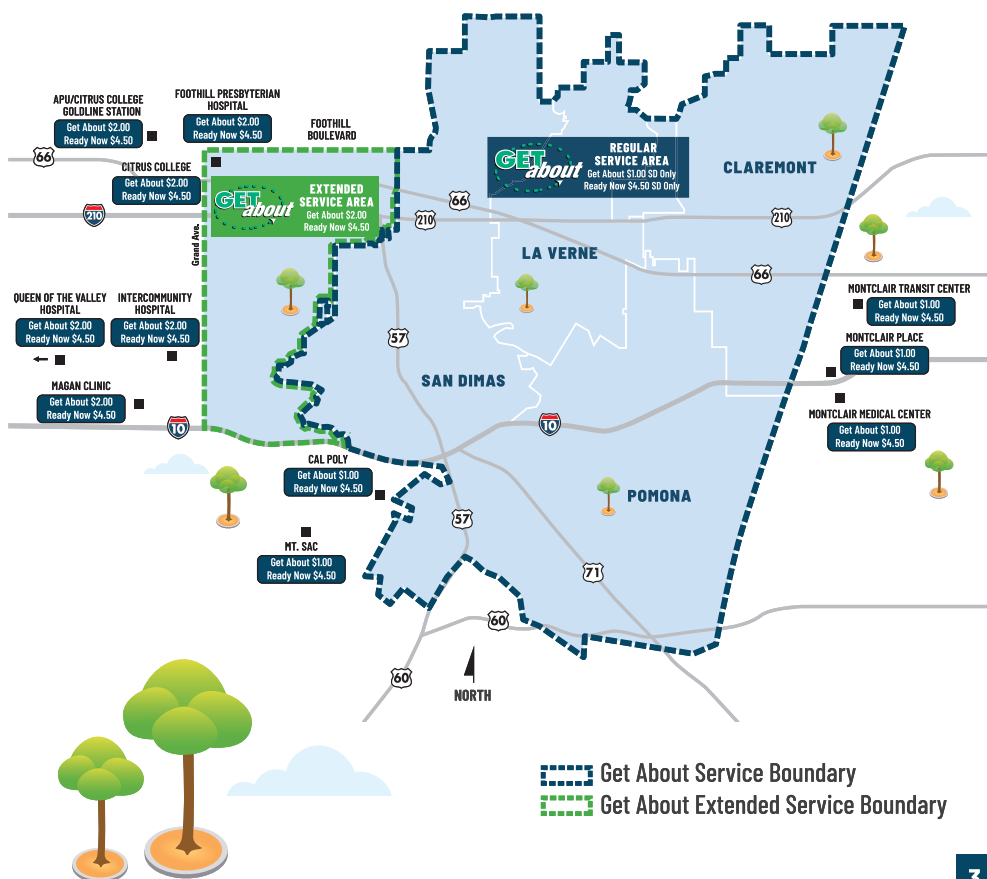 APU/CITRUS COLLEGE
GOLDLINE STATION
Get About $2.00
Ready Now $4.50
FOOTHILL PRESBYTERIAN
HOSPITAL
Get About $2.00
Ready Now $4.50
FOOTHILL
BOULEVARD
66
CITRUS COLLEGE
Get About $2.00
Ready Now $4.50
210
Grand Ave.
GET about
EXTENDED
SERVICE AREA
Get About $2.00
Ready Now $4.50
GET about
REGULAR
SERVICE AREA
Get About $1.00 SD Only
Ready Now $4.50 SD Only
CLAREMONT
66
210
210
LA VERNE
66
QUEEN OF THE VALLEY
HOSPITAL
Get About $2.00
Ready Now $4.50
INTERCOMMUNITY
HOSPITAL
Get About $2.00
Ready Now $4.50
MONTCLAIR TRANSIT CENTER
Get About $1.00
Ready Now $4.50
57
MONTCLAIR PLACE
Get About $1.00
Ready Now $4.50
SAN DIMAS
MAGAN CLINIC
Get About $2.00
Ready Now $4.50
10
10
MONTCLAIR MEDICAL CENTER
Get About $1.00
Ready Now $4.50
CAL POLY
Get About $1.00
Ready Now $4.50
POMONA
57
MT. SAC
Get About $1.00
Ready Now $4.50
71
60
60
NORTH
Get About Service Boundary
Get About Extended Service Boundary
3